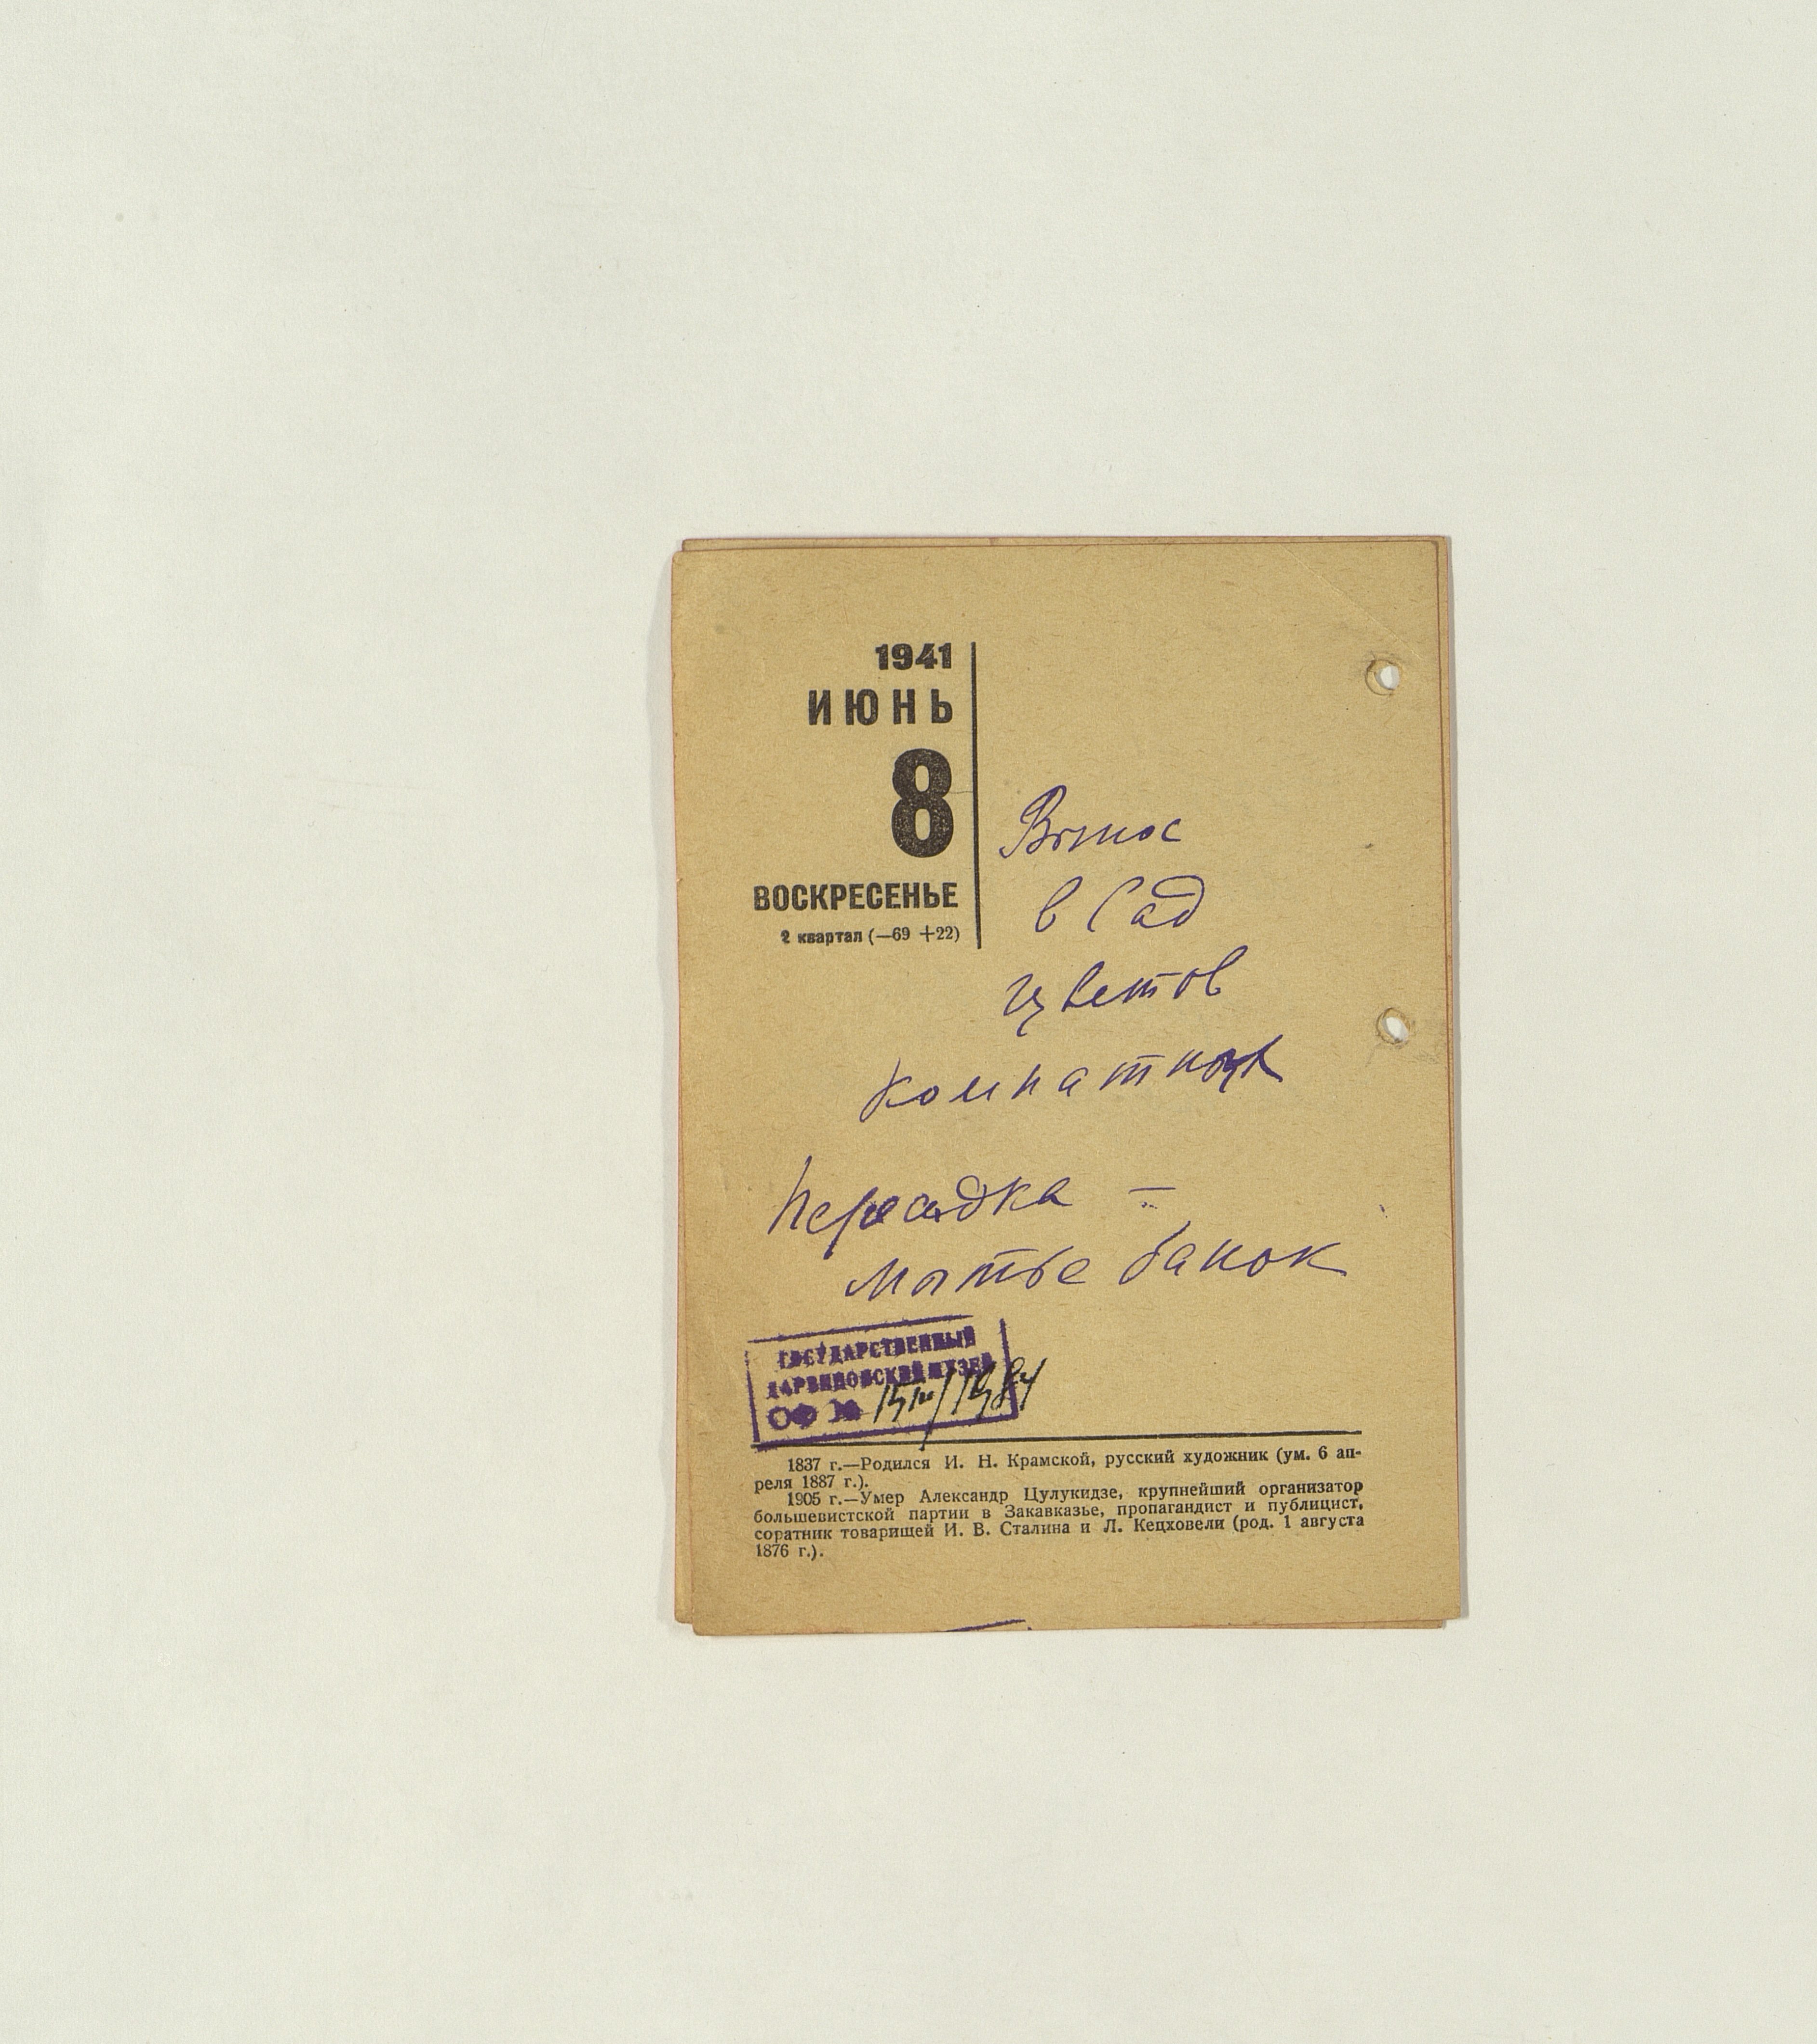 1941
ИЮНЬ
8
ВОСКРЕСЕНЬЕ
2 квартал (—69 +22)
Вынос
в Сад
цветов
комнатных
Пересадка —
Мытье банок
ГОСУДАРСТВЕННЫЙ
ДАРВИНОВСКИЙ МУЗЕЙ
ОФ №
1837 г.—Родился И. Н. Крамской, русский художник (ум. 6 ап-
реля 1887 г.).
1905 г.—Умер Александр Цулукидзе, крупнейший организатор
большевистской партии в Закавказье, пропагандист и публицист,
соратник товарищей И. В. Сталина и Л. Кецховели (род. 1 августа
1876 г.).